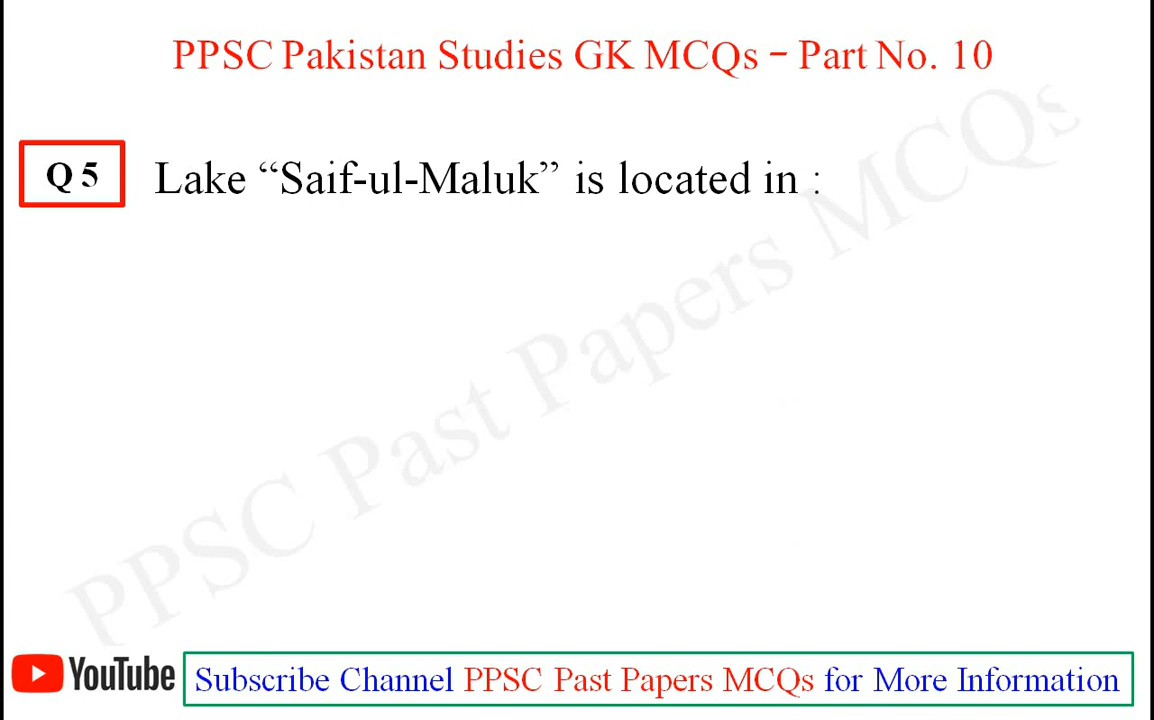 PPSC Pakistan Studies GK MCQs – Part No. 10
Q 5 Lake “Saif-ul-Maluk” is located in :
PPSC Past Papers MCQs
YouTube Subscribe Channel PPSC Past Papers MCQs for More Information